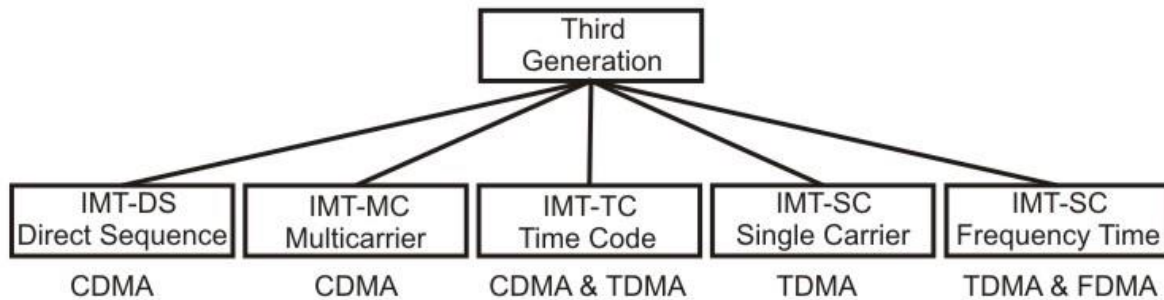 Third
Generation
IMT-DS
Direct Sequence
IMT-MC
Multicarrier
IMT-TC
Time Code
IMT-SC
Single Carrier
IMT-SC
Frequency Time
CDMA
CDMA
CDMA & TDMA
TDMA
TDMA & FDMA